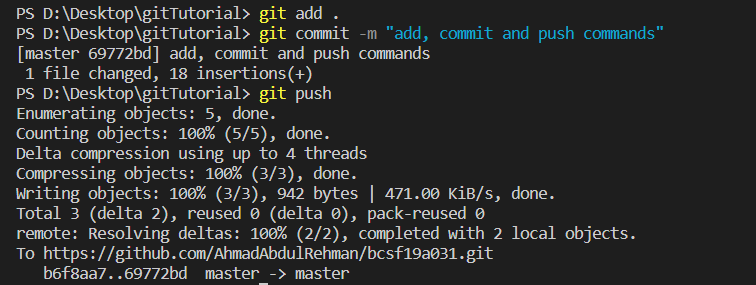 PS D:\Desktop\gitTutorial> git add .
PS D:\Desktop\gitTutorial> git commit -m "add, commit and push commands"
[master 69772bd] add, commit and push commands
 1 file changed, 18 insertions(+)
PS D:\Desktop\gitTutorial> git push
Enumerating objects: 5, done.
Counting objects: 100% (5/5), done.
Delta compression using up to 4 threads
Compressing objects: 100% (3/3), done.
Writing objects: 100% (3/3), 942 bytes | 471.00 KiB/s, done.
Total 3 (delta 2), reused 0 (delta 0), pack-reused 0
remote: Resolving deltas: 100% (2/2), completed with 2 local objects.
To https://github.com/AhmadAbdulRehman/bcsf19a031.git
   b6f8aa7..69772bd  master -> master